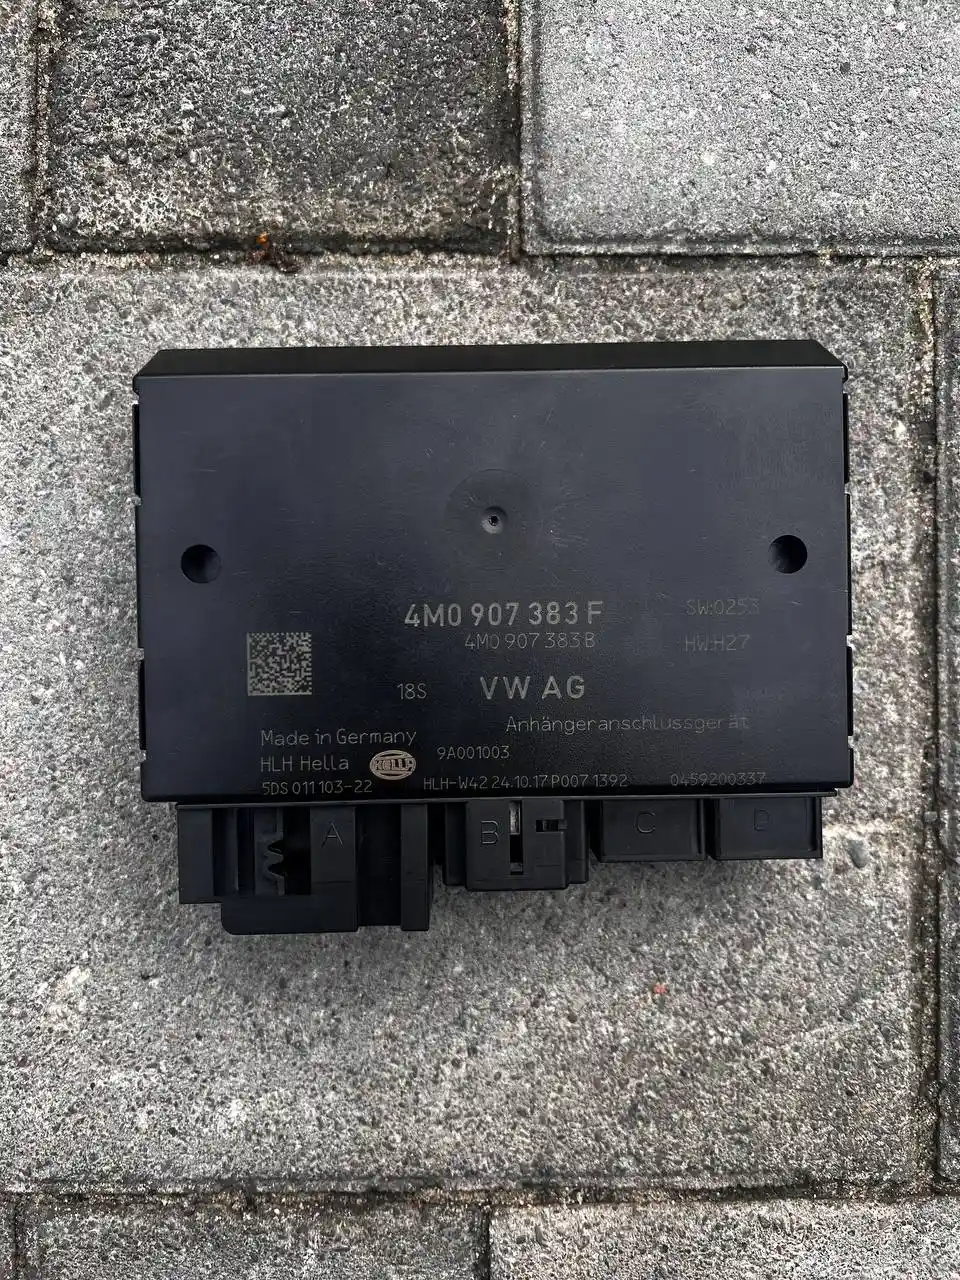 4M0 907 383 F
SW:0253
4M0 907 383 B
HW:H27
18S
VW AG
Anhängeranschlussgerät
Made in Germany
HLH Hella
HELLA
9A001003
5DS 011 103-22
HLH-W42 24.10.17 P007 1392
0459200337
A
B
C
D